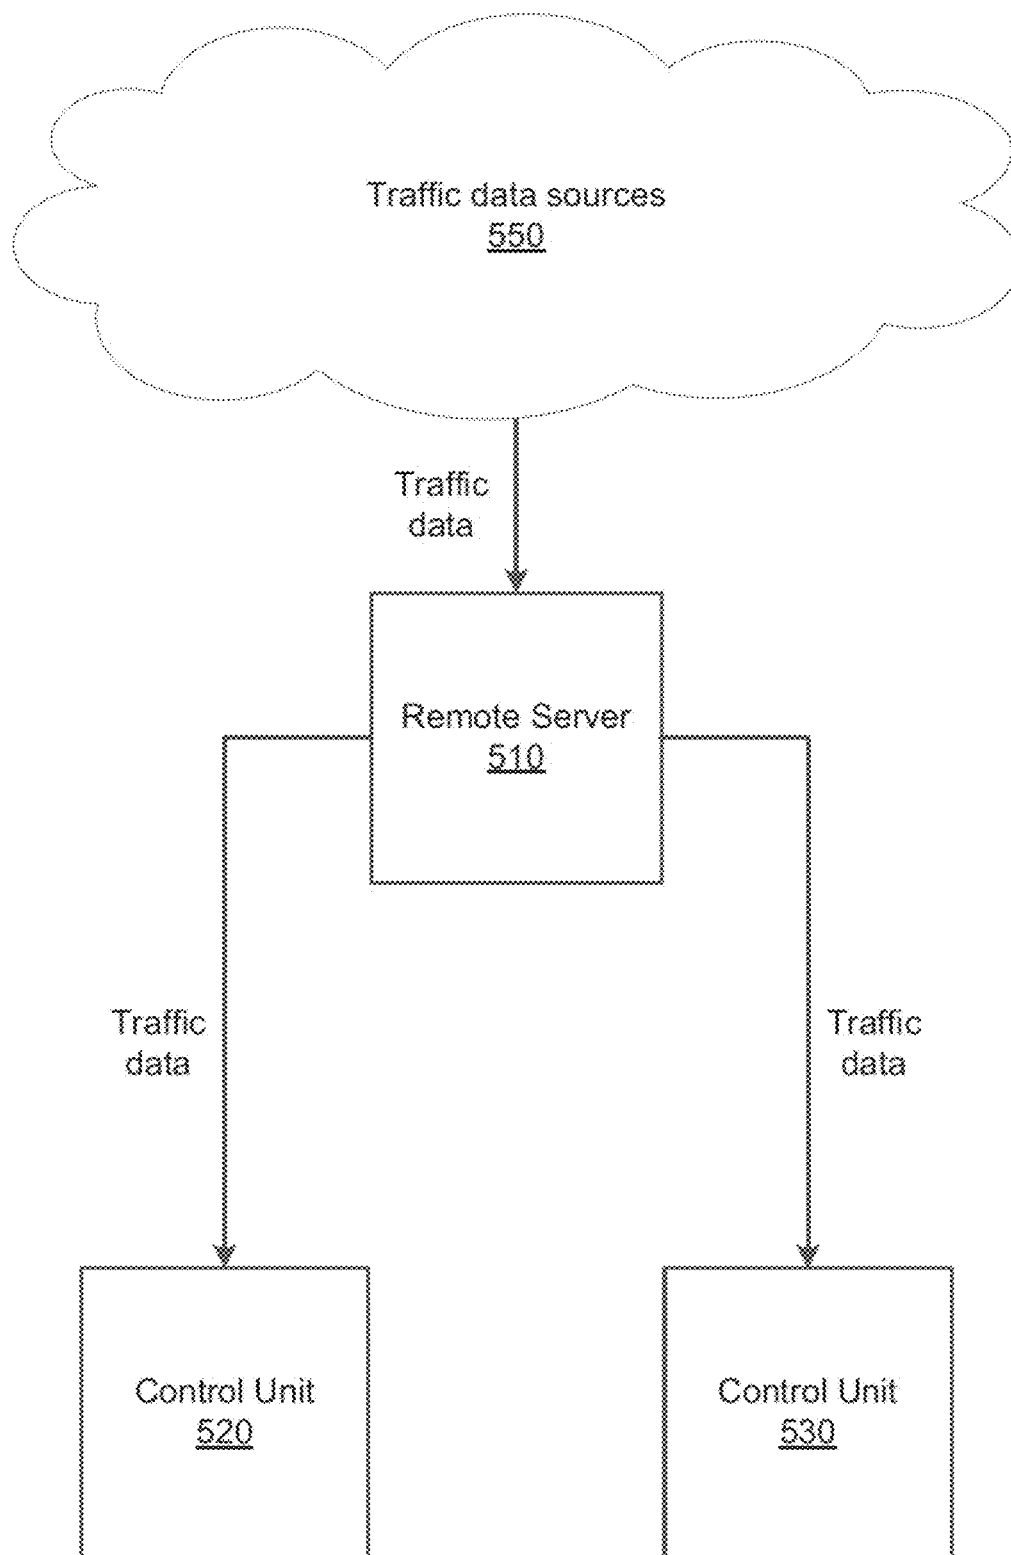 Traffic data sources
550
Traffic
data
Remote Server
510
Traffic
data
Traffic
data
Control Unit
520
Control Unit
530